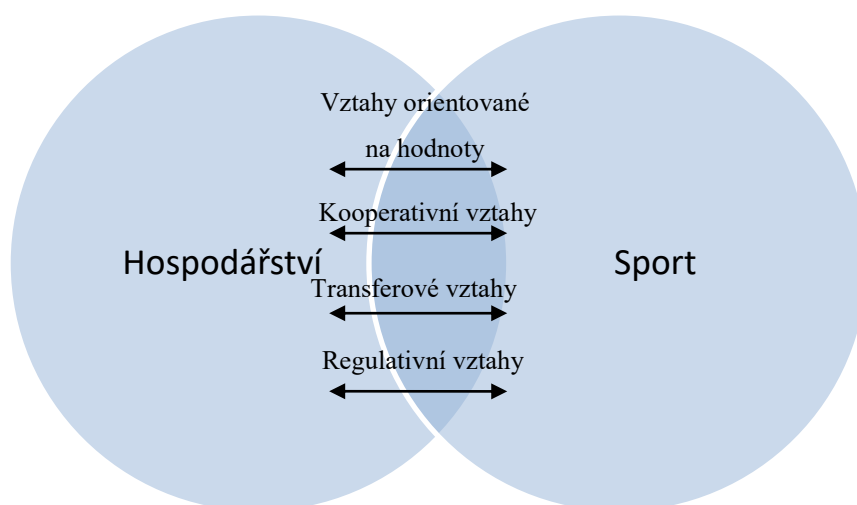 Vztahy orientované
na hodnoty
Kooperativní vztahy
Hospodářství
Sport
Transferové vztahy
Regulativní vztahy